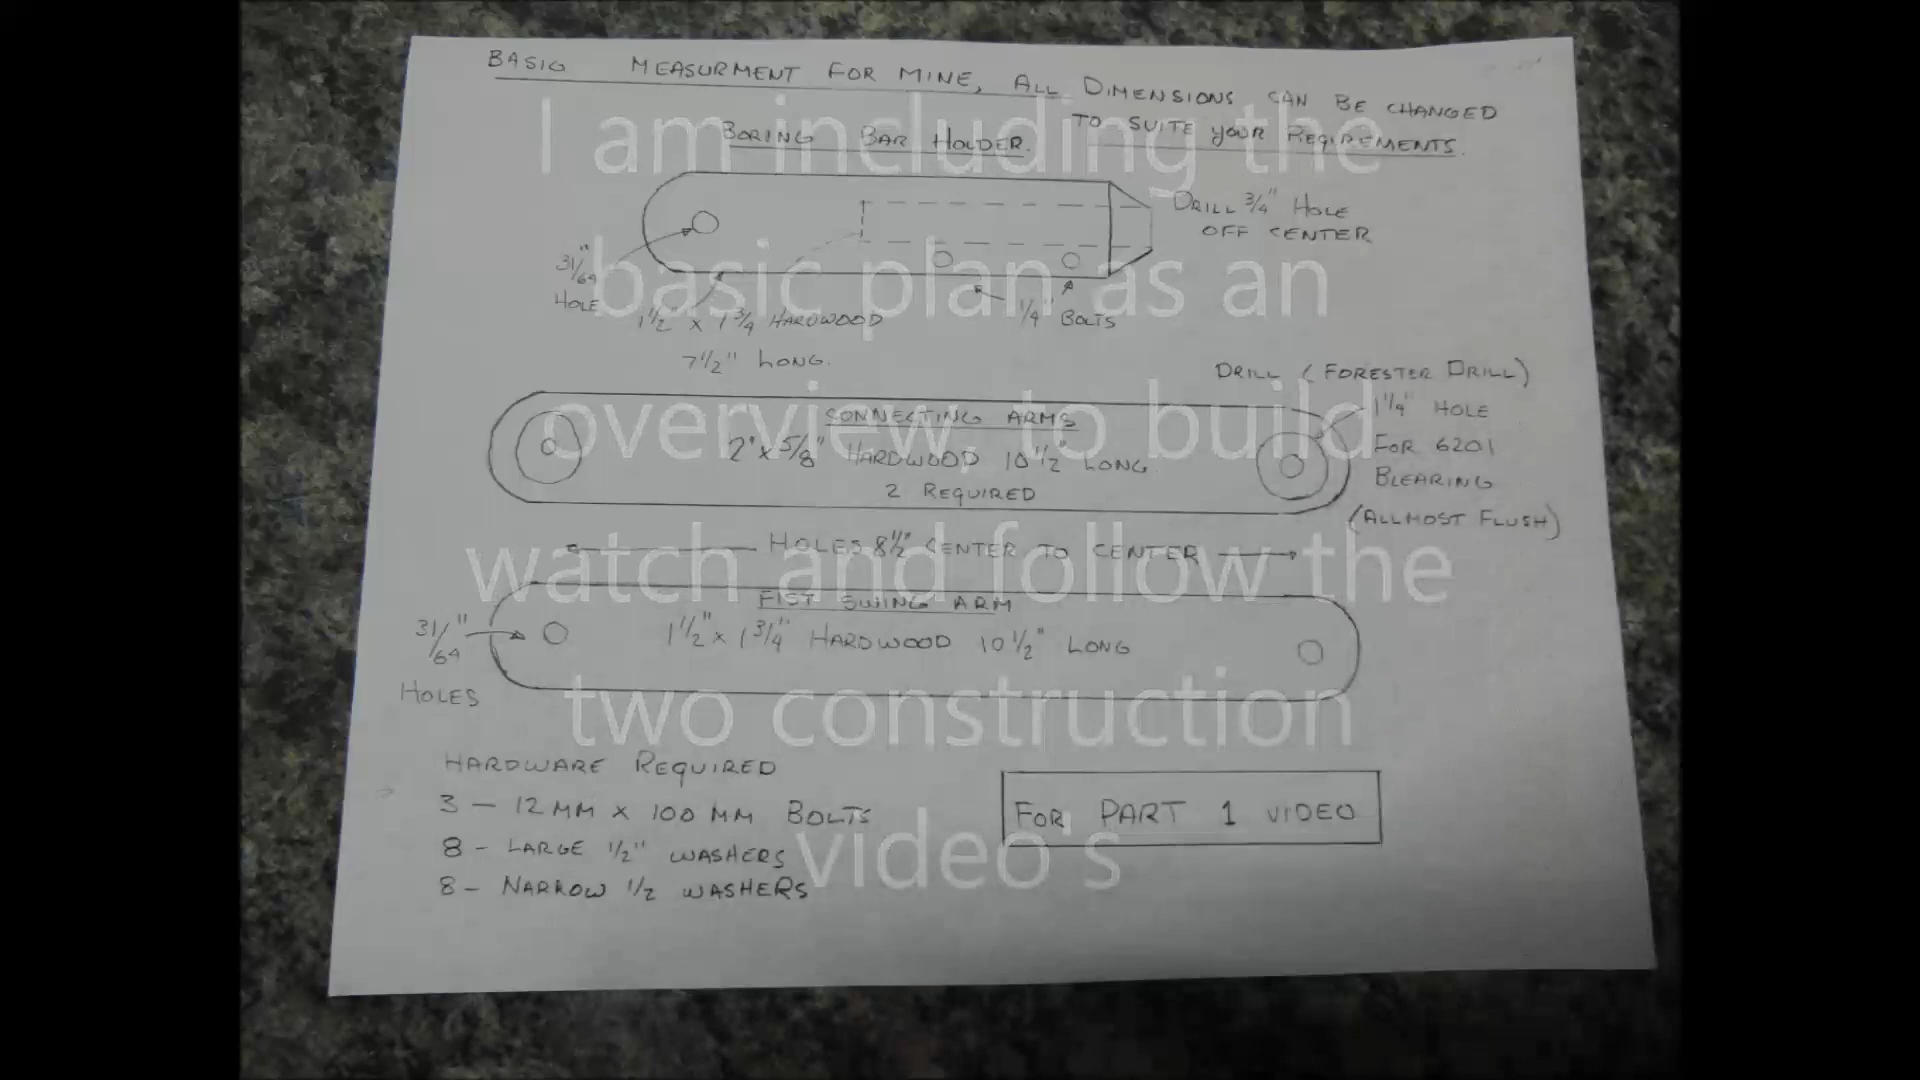 BASIC MEASURMENT FOR MINE, ALL DIMENSIONS CAN BE CHANGED
TO SUITE YOUR REQIREMENTS.
BORING BAR HOLDER.
DRILL 3/4" HOLE
OFF CENTER
31/64"
HOLE
1 1/2" x 1 3/4 HARDWOOD
7 1/2" LONG.
1/4" BOLTS
DRILL (FORESTER DRILL)
1 1/4" HOLE
FOR 6201
BLEARING
(ALLMOST FLUSH)
CONNECTING ARMS
2" x 5/8" HARDWOOD 10 1/2" LONG
2 REQUIRED
HOLES 8 1/2" CENTER TO CENTER
FIST SWING ARM
31/64"
HOLES
1 1/2" x 1 3/4" HARDWOOD 10 1/2" LONG
HARDWARE REQUIRED
3 - 12 MM x 100 MM BOLTS
8 - LARGE 1/2" WASHERS
8 - NARROW 1/2 WASHERS
FOR PART 1 VIDEO
I am including the
basic plan as an
overview, to build
watch and follow the
two construction
video's